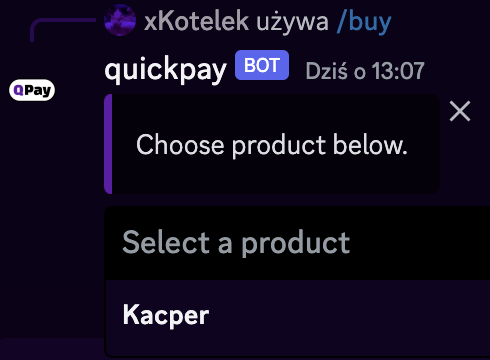 xKotelek używa /buy
quickpay BOT Dziś o 13:07
QPay
Choose product below.
Select a product
Kacper